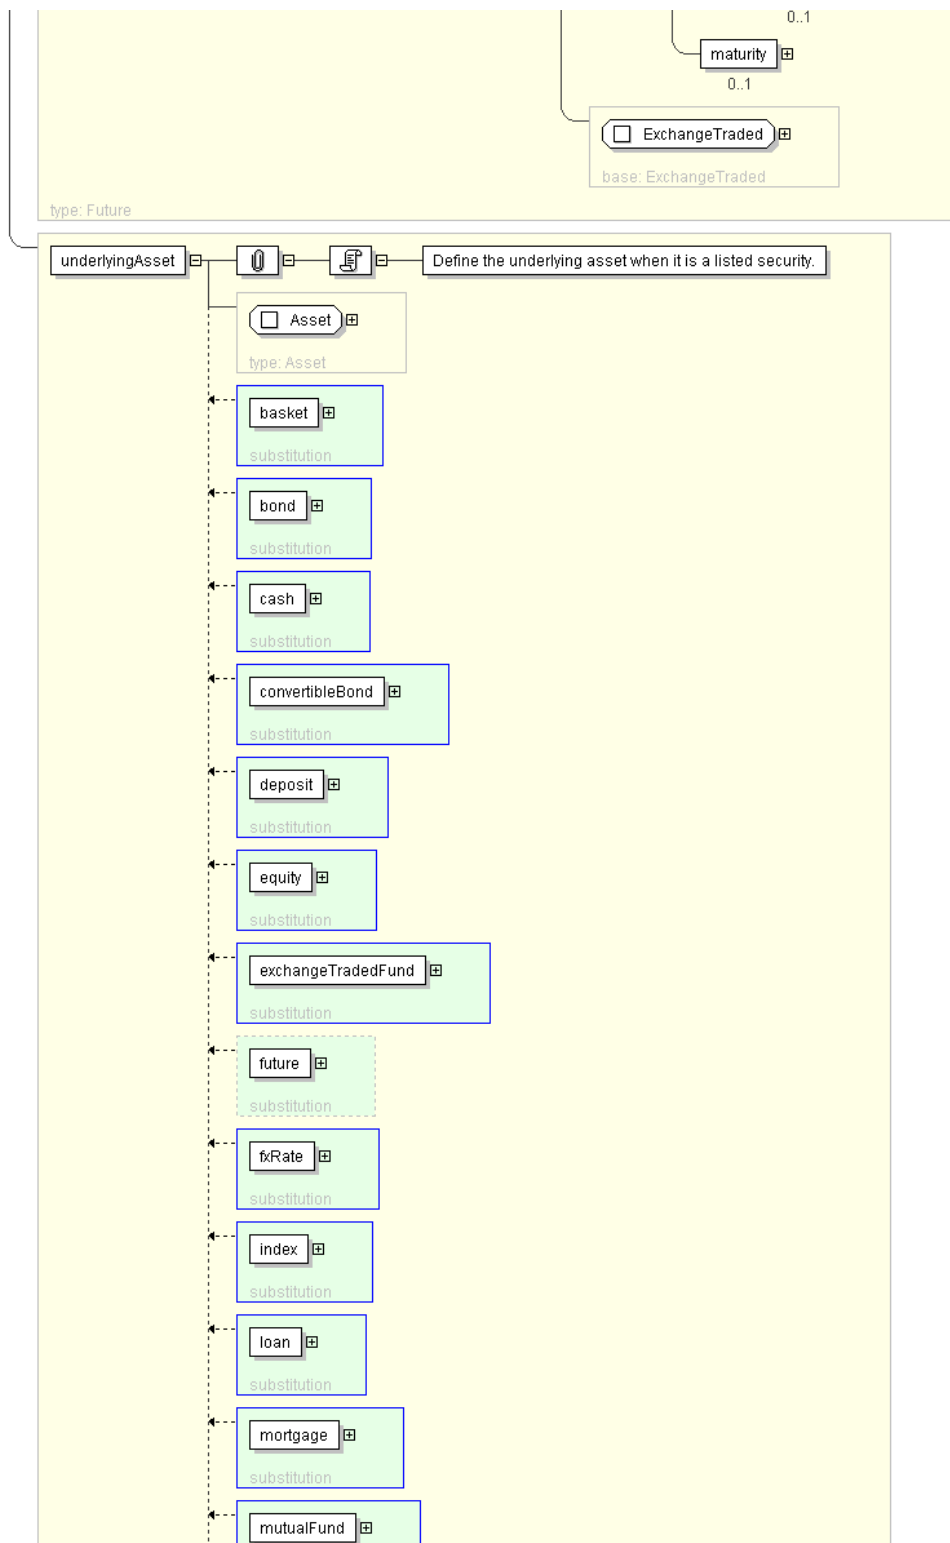 0..1
maturity
0..1
ExchangeTraded
base: ExchangeTraded
type: Future
underlyingAsset
Define the underlying asset when it is a listed security.
Asset
type: Asset
basket
substitution
bond
substitution
cash
substitution
convertibleBond
substitution
deposit
substitution
equity
substitution
exchangeTradedFund
substitution
future
substitution
fxRate
substitution
index
substitution
loan
substitution
mortgage
substitution
mutualFund